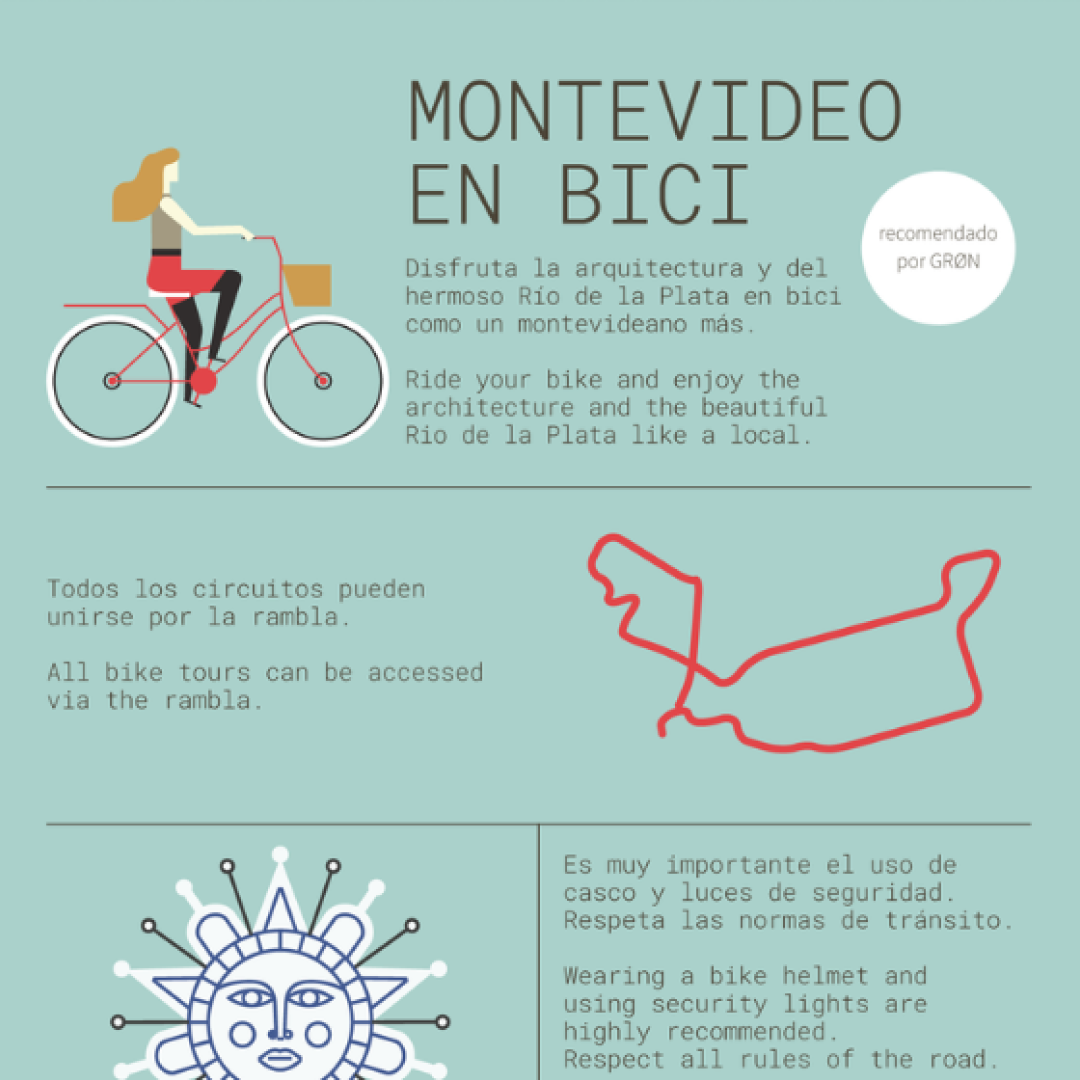 MONTEVIDEO
EN BICI
recomendado
por GRØN
Disfruta la arquitectura y del
hermoso Río de la Plata en bici
como un montevideano más.
Ride your bike and enjoy the
architecture and the beautiful
Rio de la Plata like a local.
Todos los circuitos pueden
unirse por la rambla.
All bike tours can be accessed
via the rambla.
Es muy importante el uso de
casco y luces de seguridad.
Respeta las normas de tránsito.
Wearing a bike helmet and
using security lights are
highly recommended.
Respect all rules of the road.